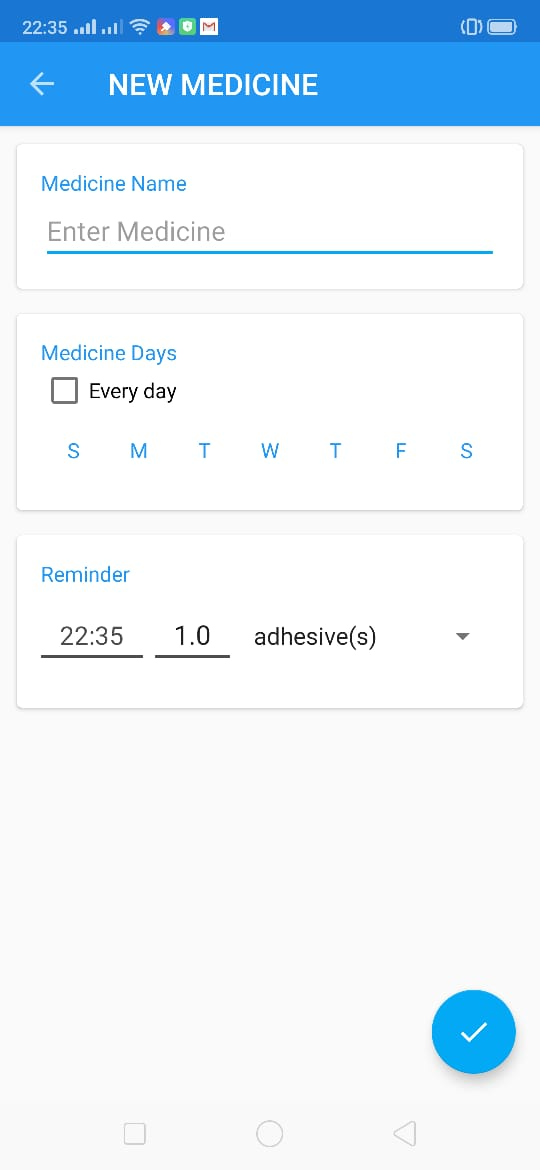 22:35
NEW MEDICINE
Medicine Name
Enter Medicine
Medicine Days
Every day
S M T W T F S
Reminder
22:35 1.0 adhesive(s)